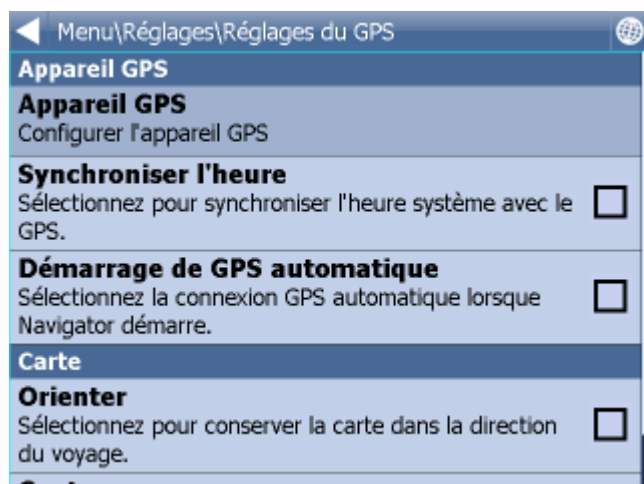 Menu\Réglages\Réglages du GPS
Appareil GPS
Appareil GPS
Configurer l'appareil GPS
Synchroniser l'heure
Sélectionnez pour synchroniser l'heure système avec le
GPS.
Démarrage de GPS automatique
Sélectionnez la connexion GPS automatique lorsque
Navigator démarre.
Carte
Orienter
Sélectionnez pour conserver la carte dans la direction
du voyage.